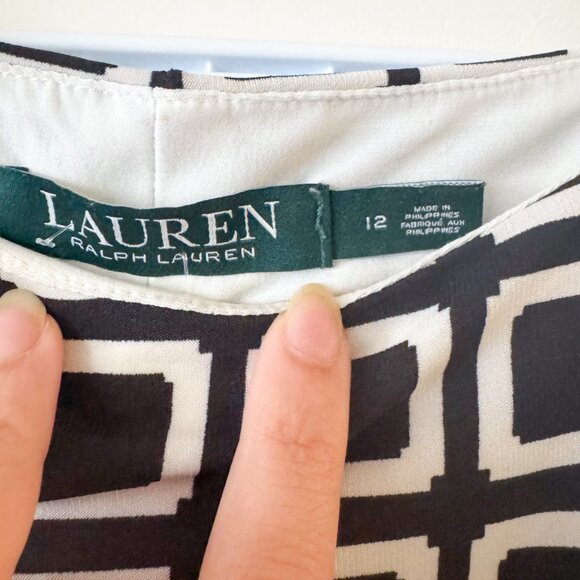 LAUREN
RALPH LAUREN
12
MADE IN
PHILIPPINES
FABRIQUÉ AUX
PHILIPPINES